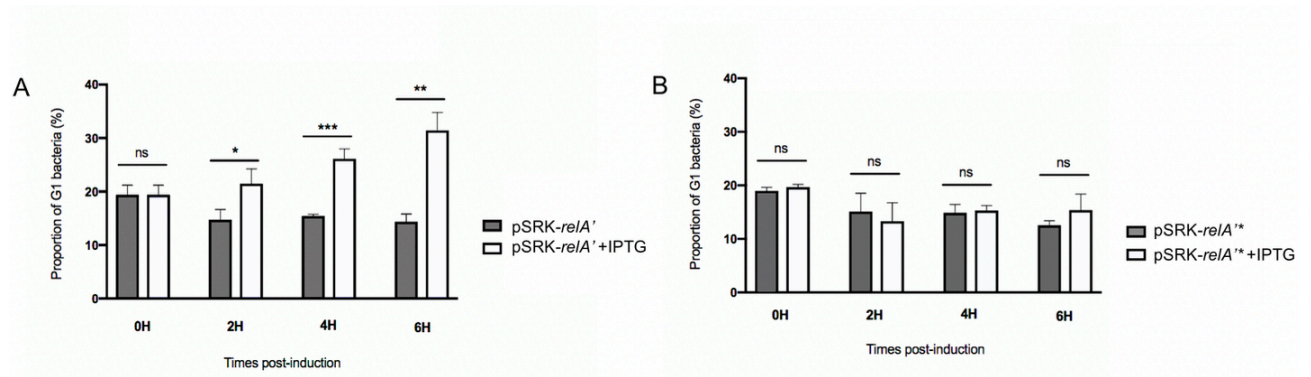 A
Proportion of G1 bacteria (%)
40
30
20
10
0
ns
*
***
**
0H
2H
4H
6H
Times post-induction
pSRK-relA’
pSRK-relA’ +IPTG
B
Proportion of G1 bacteria (%)
40
30
20
10
0
ns
ns
ns
ns
0H
2H
4H
6H
Times post-induction
pSRK-relA’*
pSRK-relA’* +IPTG